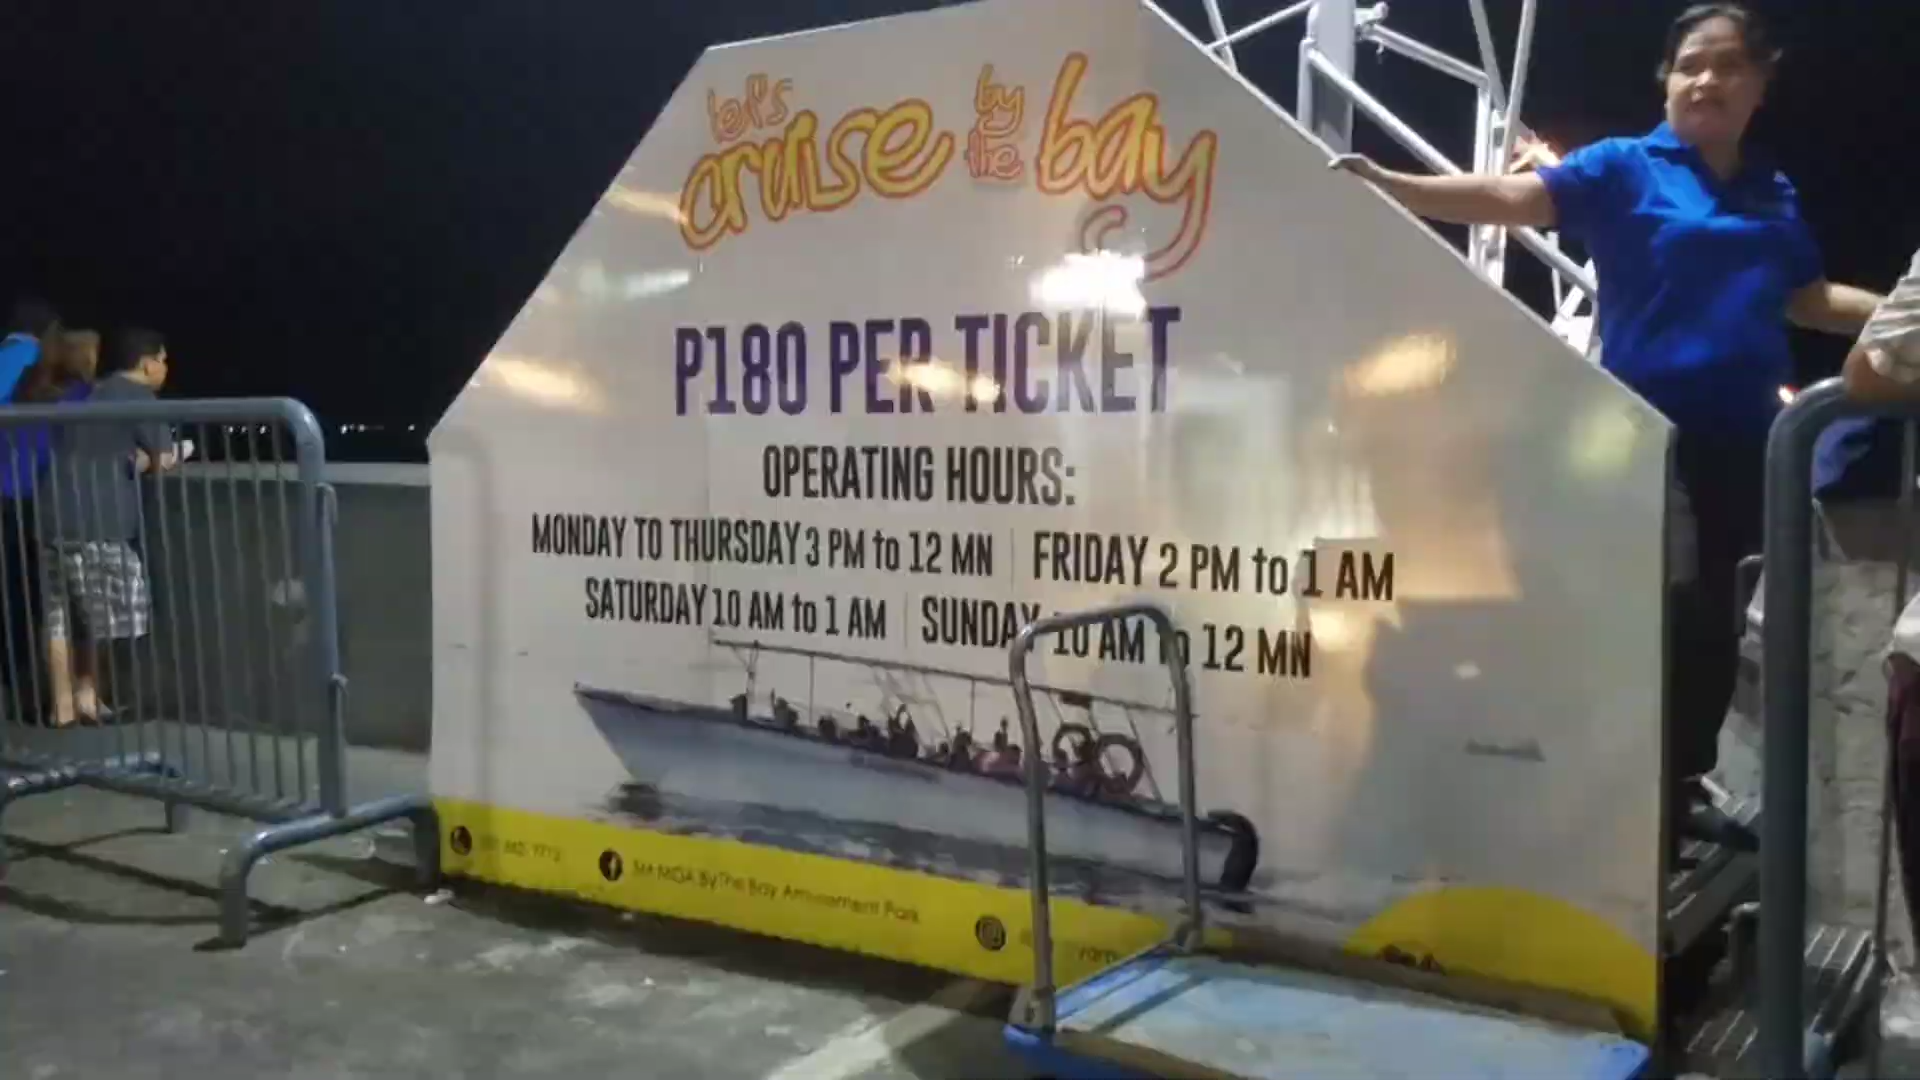 let's cruise by the bay
P180 PER TICKET
OPERATING HOURS:
MONDAY TO THURSDAY 3 PM to 12 MN | FRIDAY 2 PM to 1 AM
SATURDAY 10 AM to 1 AM | SUNDAY 10 AM to 12 MN
MOA By The Bay Amusement Park